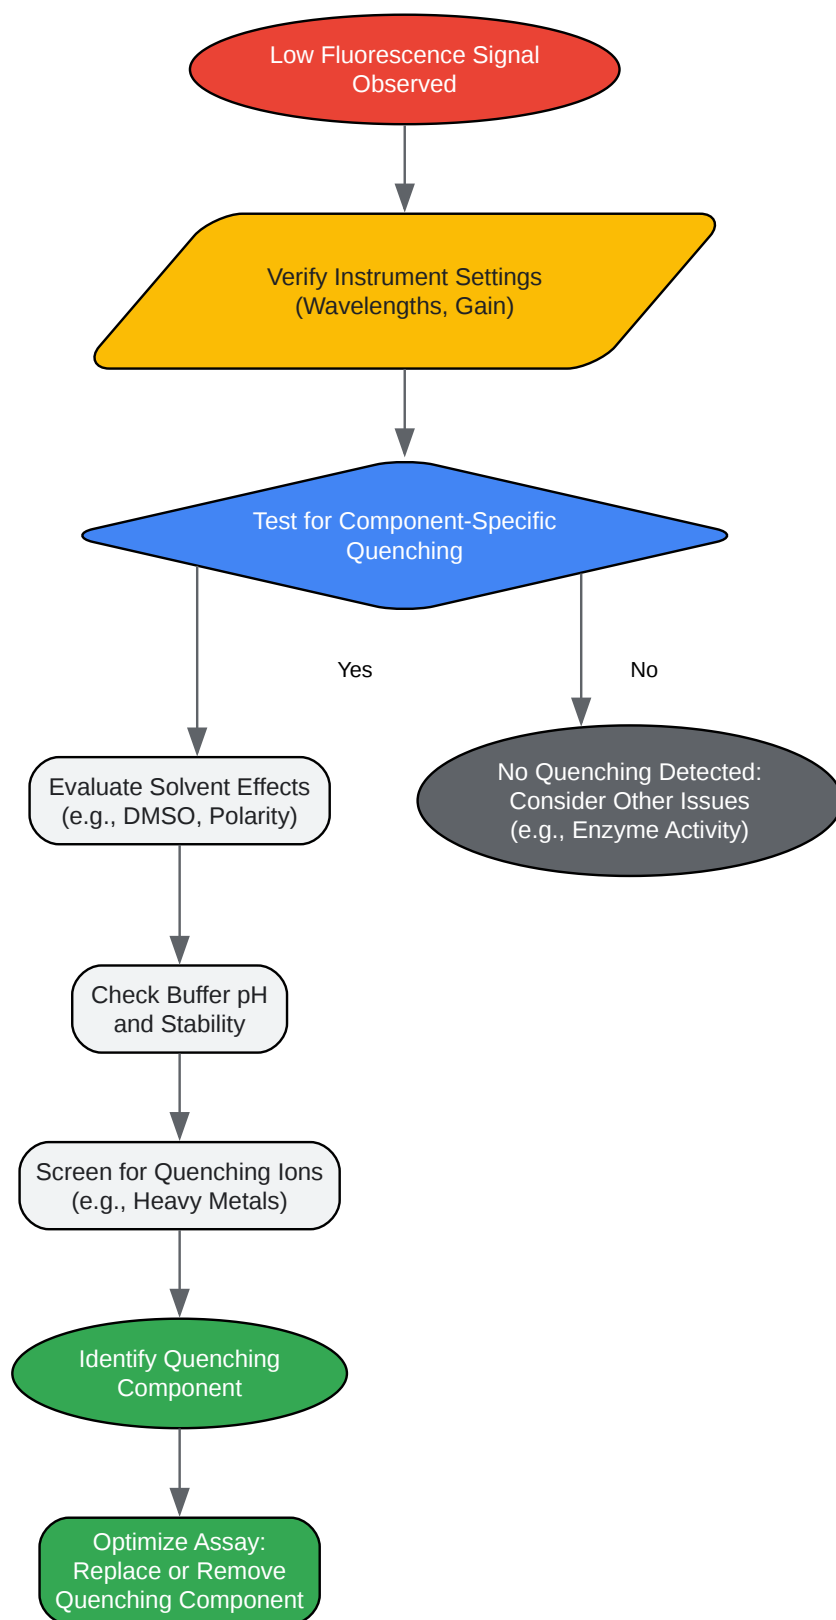 Low Fluorescence Signal
Observed
Verify Instrument Settings
(Wavelengths, Gain)
Test for Component-Specific
Quenching
Yes
No
Evaluate Solvent Effects
(e.g., DMSO, Polarity)
No Quenching Detected:
Consider Other Issues
(e.g., Enzyme Activity)
Check Buffer pH
and Stability
Screen for Quenching Ions
(e.g., Heavy Metals)
Identify Quenching
Component
Optimize Assay:
Replace or Remove
Quenching Component